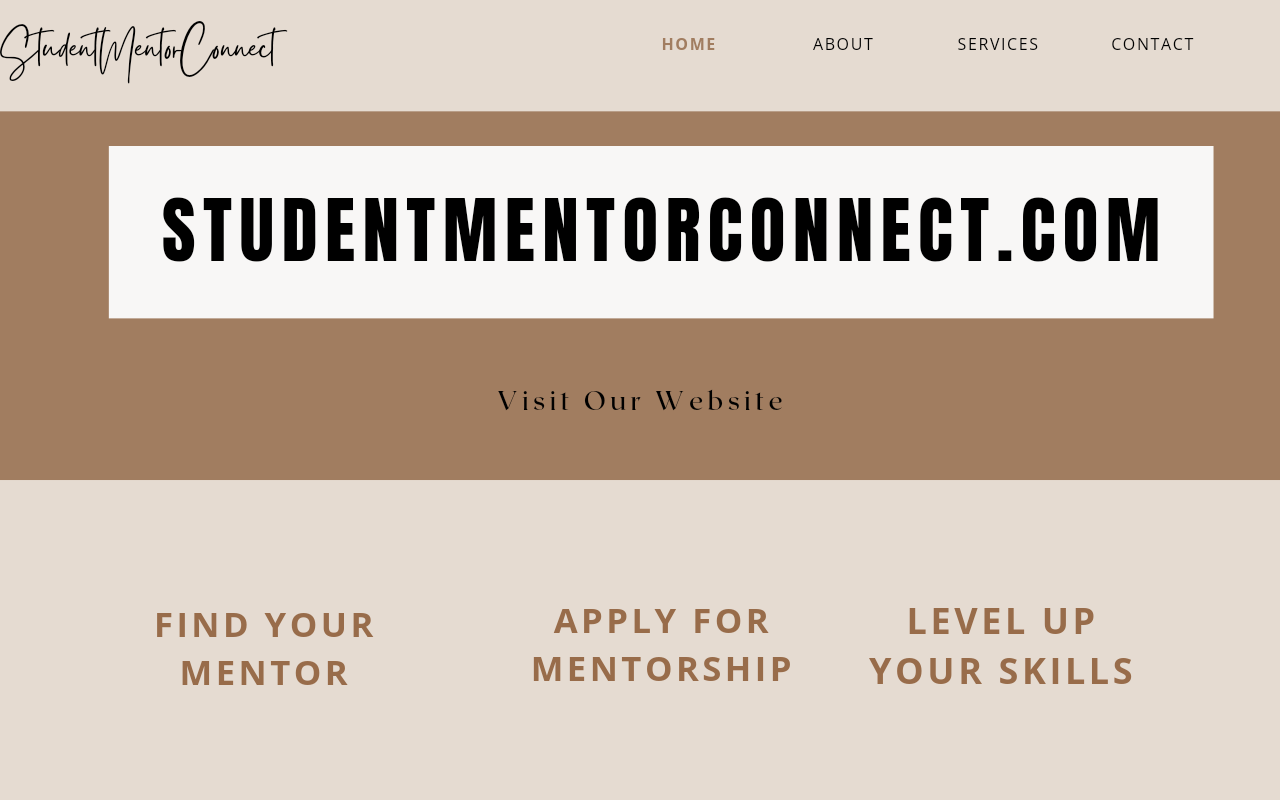 StudentMentorConnect
HOME ABOUT SERVICES CONTACT
STUDENTMENTORCONNECT.COM
Visit Our Website
FIND YOUR
MENTOR
APPLY FOR
MENTORSHIP
LEVEL UP
YOUR SKILLS